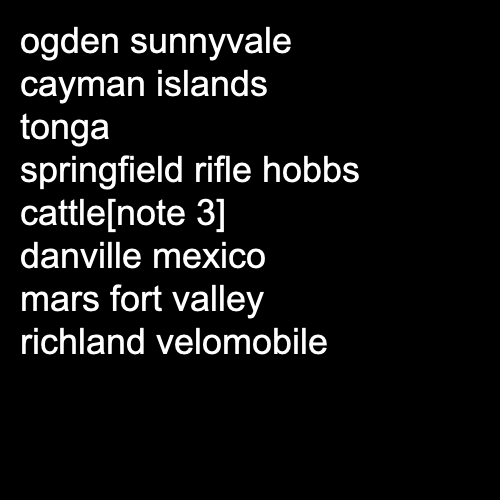 ogden sunnyvale
cayman islands
tonga
springfield rifle hobbs
cattle[note 3]
danville mexico
mars fort valley
richland velomobile